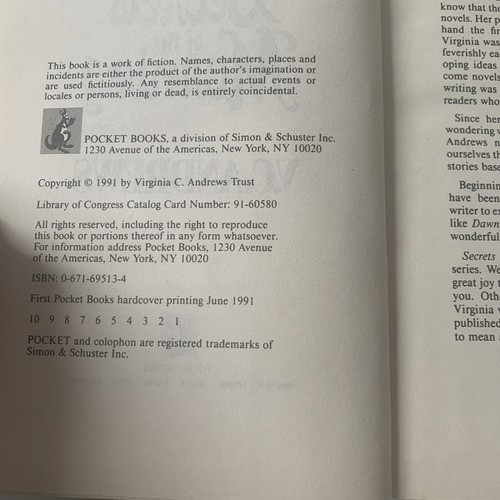 This book is a work of fiction. Names, characters, places and
incidents are either the product of the author's imagination or
are used fictitiously. Any resemblance to actual events or
locales or persons, living or dead, is entirely coincidental.
POCKET BOOKS, a division of Simon & Schuster Inc.
1230 Avenue of the Americas, New York, NY 10020
Copyright © 1991 by Virginia C. Andrews Trust
Library of Congress Catalog Card Number: 91-60580
All rights reserved, including the right to reproduce
this book or portions thereof in any form whatsoever.
For information address Pocket Books, 1230 Avenue
of the Americas, New York, NY 10020
ISBN: 0-671-69513-4
First Pocket Books hardcover printing June 1991
10 9 8 7 6 5 4 3 2 1
POCKET and colophon are registered trademarks of
Simon & Schuster Inc.
know that the
novels. Her p
hand the fir
Virginia was
feverishly ea
oping ideas
come novels
writing was
readers who
Since her
wondering
Andrews n
ourselves th
stories base
Beginnin
have been
writer to ex
like Dawn
wonderful
Secrets
series. We
great joy t
you. Oth
Virginia
published
to mean